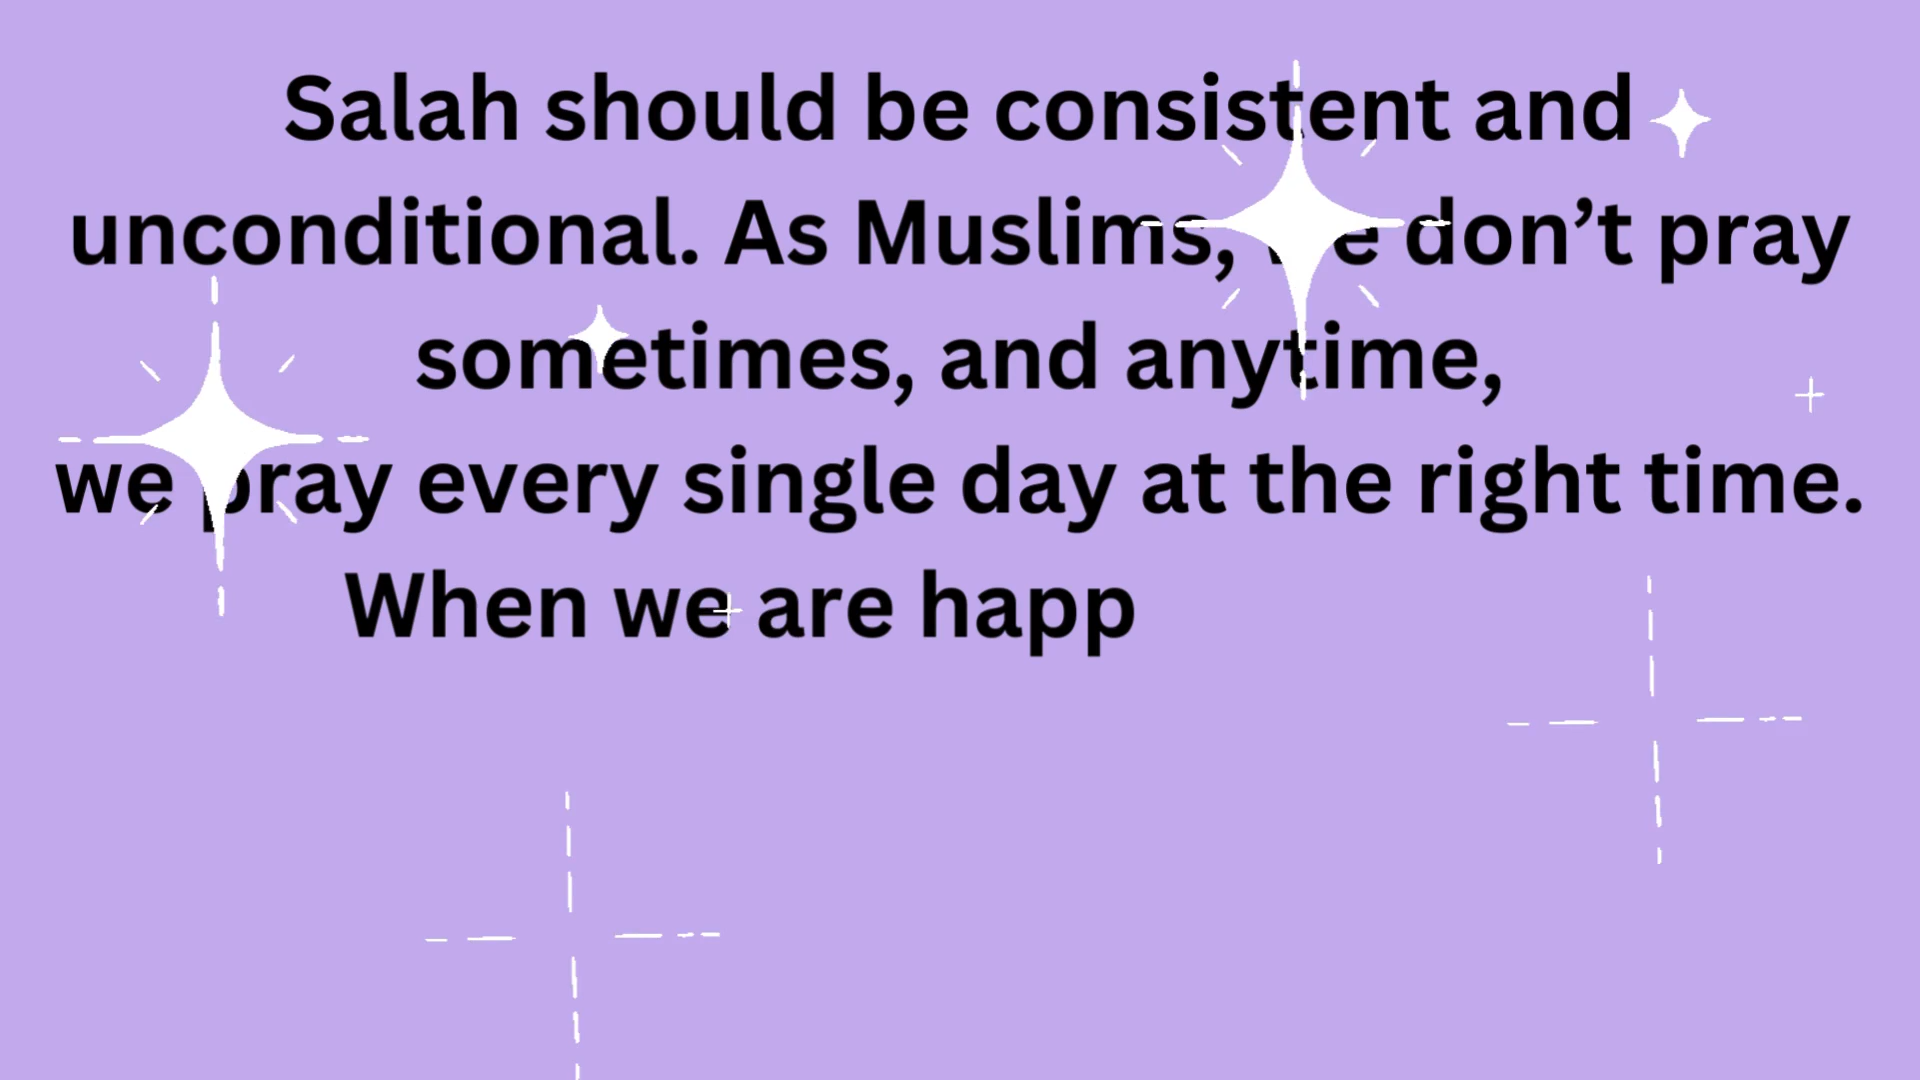 Salah should be consistent and
unconditional. As Muslims, we don’t pray
sometimes, and anytime,
we pray every single day at the right time.
When we are happ